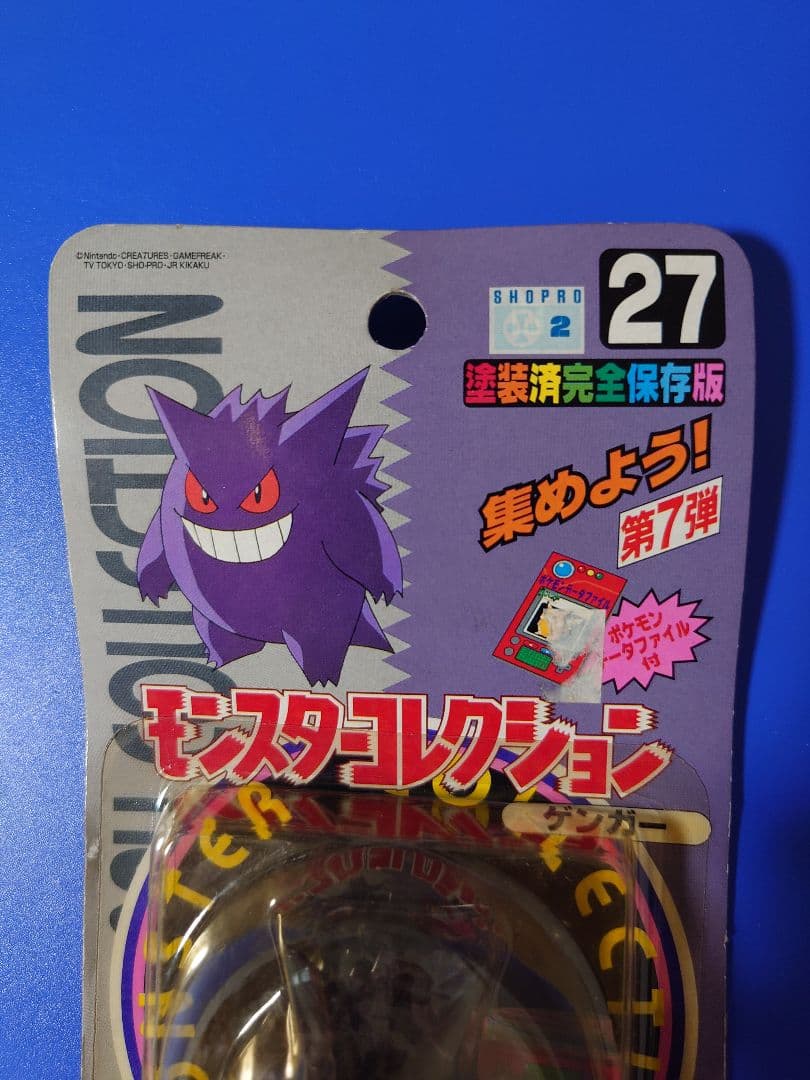 ©Nintendo・CREATURES・GAMEFREAK・
TV TOKYO・SHO-PRO・JR KIKAKU
SHOPRO
2
27
塗装済完全保存版
集めよう!
第7弾
ポケモンデータファイル
ポケモン
ータファイル
付
モンスターコレクション
ゲンガー